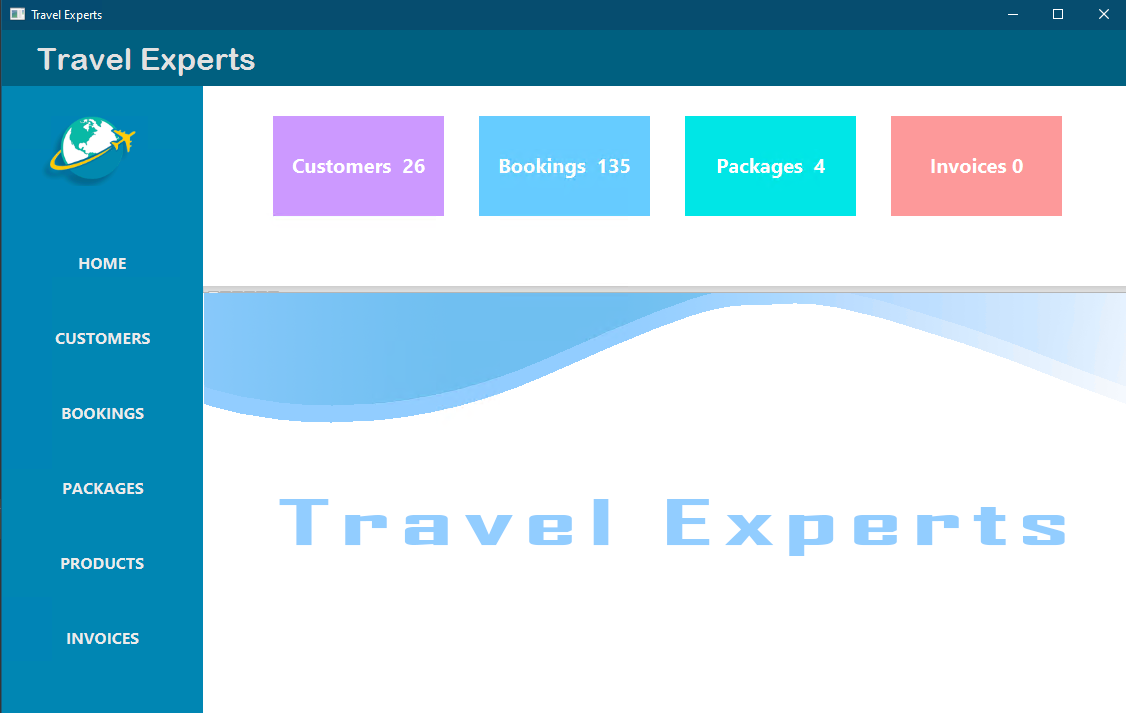 Travel Experts
Travel Experts
Customers  26
Bookings  135
Packages  4
Invoices 0
HOME
CUSTOMERS
BOOKINGS
PACKAGES
PRODUCTS
INVOICES
Travel Experts